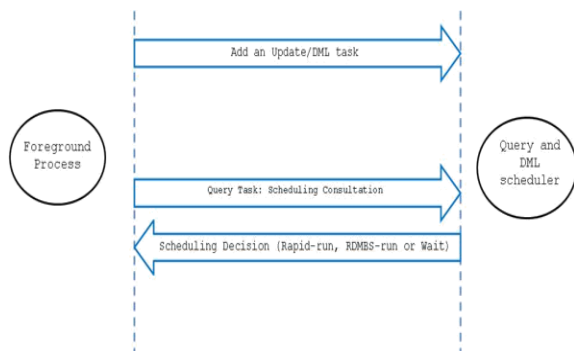 Add an Update/DML task
Foreground
Process
Query and
DML
scheduler
Query Task: Scheduling Consultation
Scheduling Decision (Rapid-run, RDMBS-run or Wait)